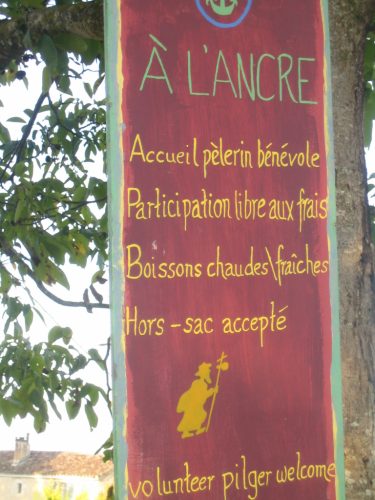 À L'ANCRE
Accueil pèlerin bénévole
Participation libre aux frais
Boissons chaudes\fraîches
Hors-sac accepté
volunteer pilger welcome